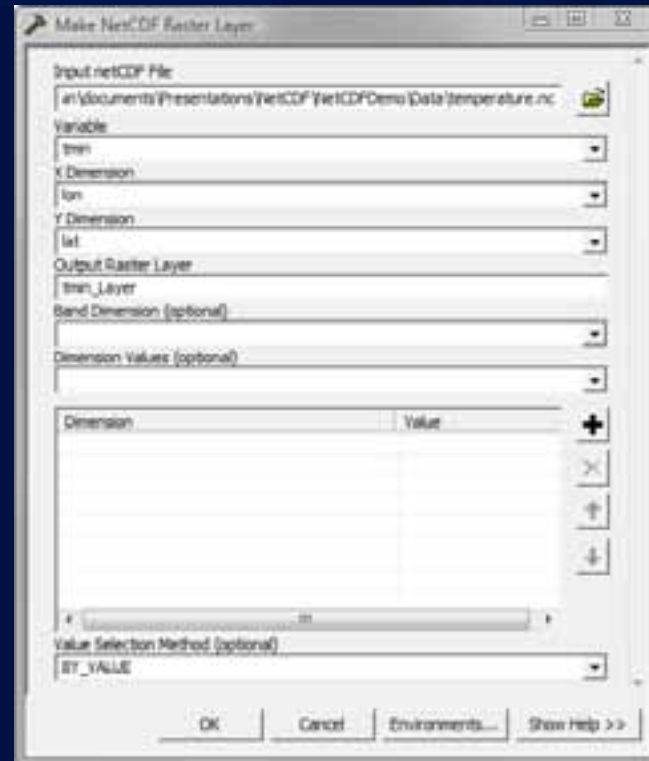 Make NetCDF Raster Layer
Input netCDF File
an\documents\Presentations\NetCDF\NetCDFDemo\Data\temperature.nc
Variable
tmin
X Dimension
lon
Y Dimension
lat
Output Raster Layer
tmin_Layer
Band Dimension (optional)
Dimension Values (optional)
Dimension Value
Value Selection Method (optional)
BY_VALUE
OK Cancel Environments... Show Help >>